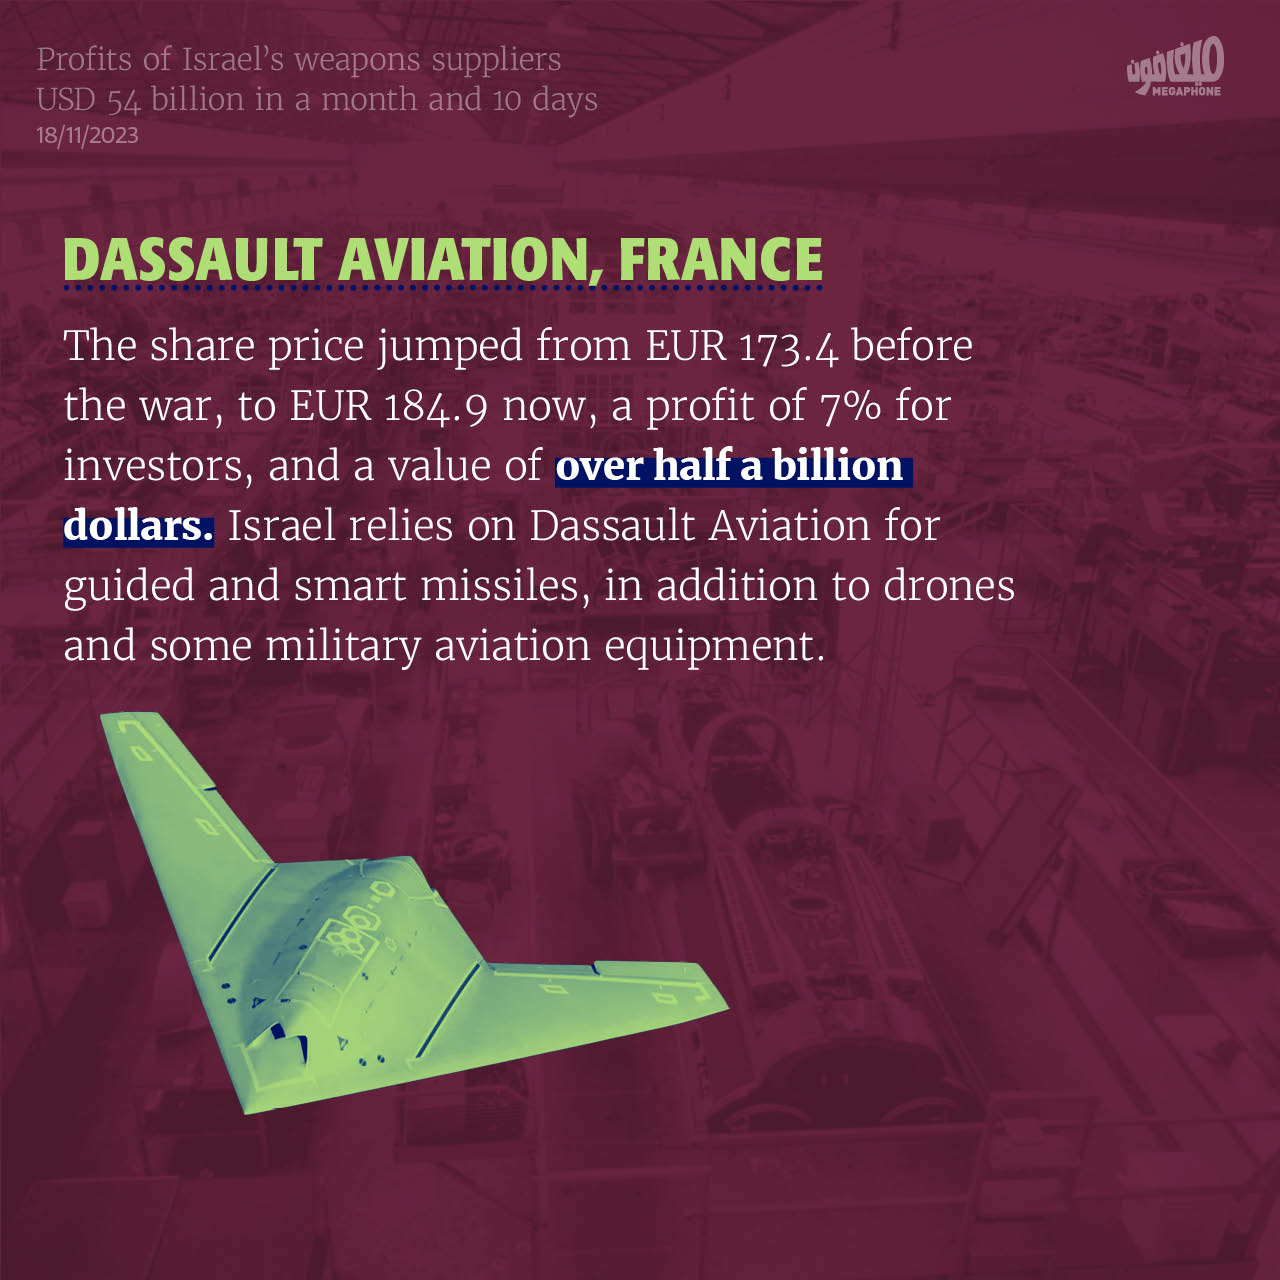 Profits of Israel’s weapons suppliers
USD 54 billion in a month and 10 days
18/11/2023
ميغافون
MEGAPHONE
DASSAULT AVIATION, FRANCE
The share price jumped from EUR 173.4 before
the war, to EUR 184.9 now, a profit of 7% for
investors, and a value of over half a billion
dollars. Israel relies on Dassault Aviation for
guided and smart missiles, in addition to drones
and some military aviation equipment.